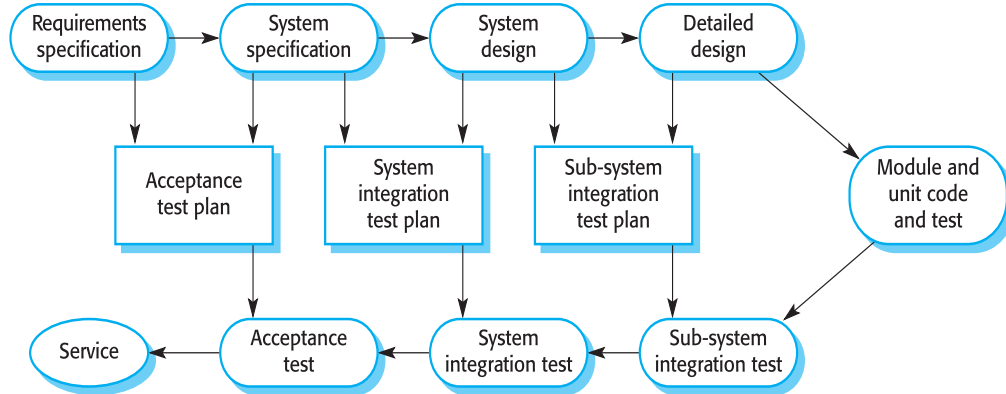 Requirements
specification
System
specification
System
design
Detailed
design
Acceptance
test plan
System
integration
test plan
Sub-system
integration
test plan
Module and
unit code
and test
Service
Acceptance
test
System
integration test
Sub-system
integration test